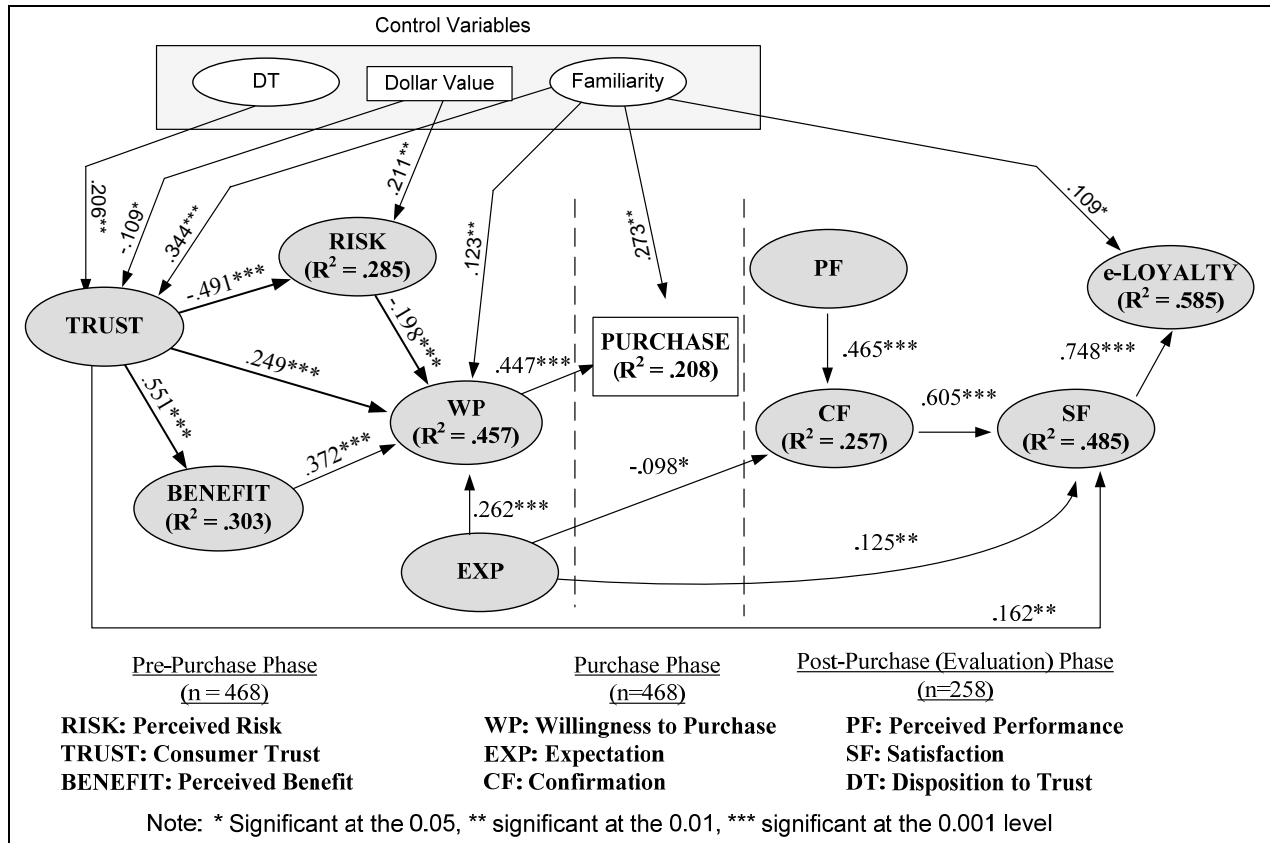 Control Variables
DT
Dollar Value
Familiarity
.206**
-.109*
.344***
.211**
.123**
.273**
.109*
RISK
(R² = .285)
PF
e-LOYALTY
(R² = .585)
TRUST
-.491***
-.198***
.249***
.551***
.447***
PURCHASE
(R² = .208)
.465***
.748***
WP
(R² = .457)
CF
(R² = .257)
.605***
SF
(R² = .485)
.372***
BENEFIT
(R² = .303)
-.098*
.262***
EXP
.125**
.162**
Pre-Purchase Phase
(n = 468)
Purchase Phase
(n=468)
Post-Purchase (Evaluation) Phase
(n=258)
RISK: Perceived Risk
TRUST: Consumer Trust
BENEFIT: Perceived Benefit
WP: Willingness to Purchase
EXP: Expectation
CF: Confirmation
PF: Perceived Performance
SF: Satisfaction
DT: Disposition to Trust
Note: * Significant at the 0.05, ** significant at the 0.01, *** significant at the 0.001 level